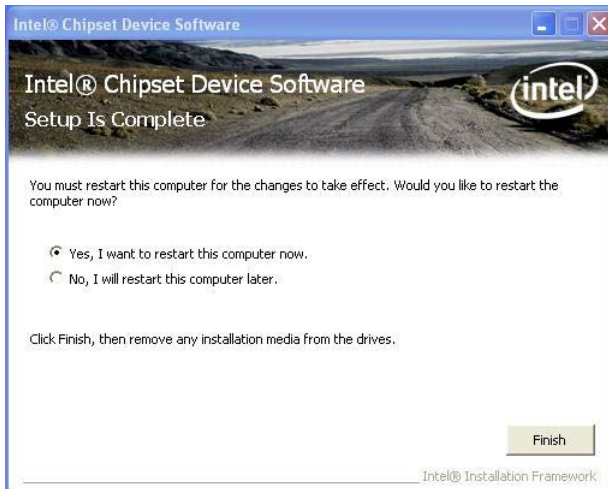 Intel® Chipset Device Software
Intel® Chipset Device Software
Setup Is Complete
intel
You must restart this computer for the changes to take effect. Would you like to restart the
computer now?
Yes, I want to restart this computer now.
No, I will restart this computer later.
Click Finish, then remove any installation media from the drives.
Finish
Intel® Installation Framework